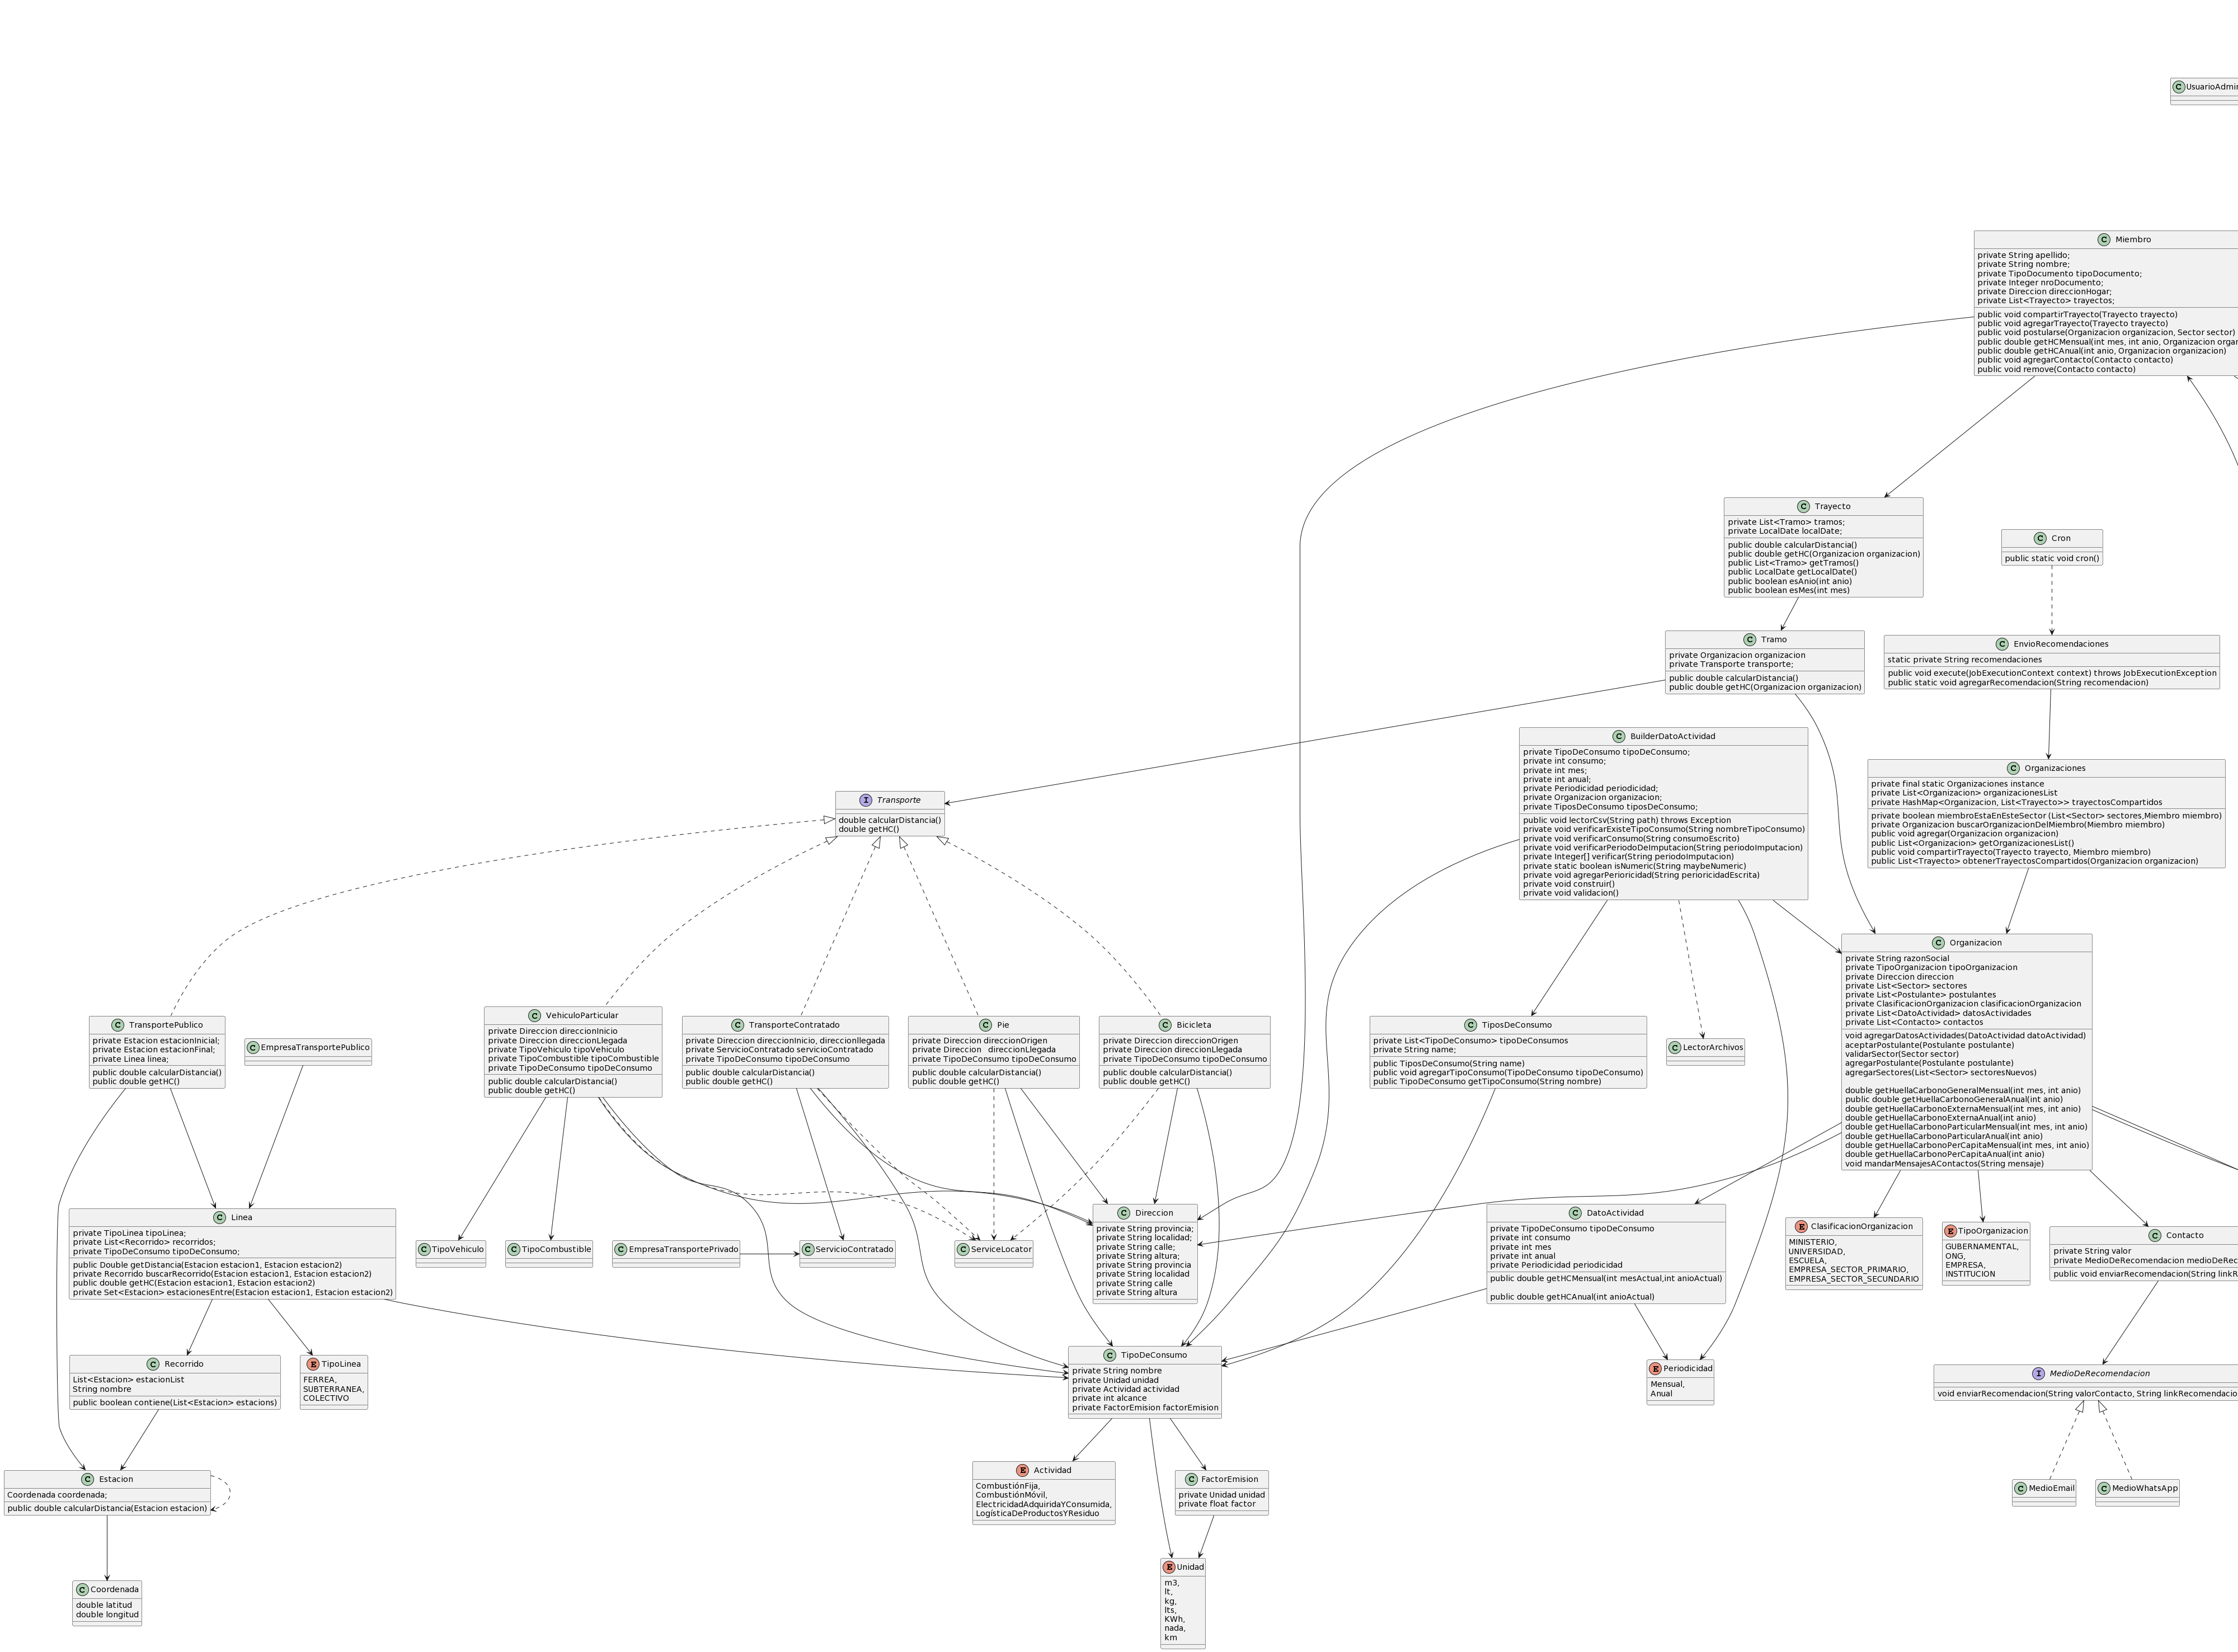 UsuarioAdmi
Miembro
private String apellido;
private String nombre;
private TipoDocumento tipoDocumento;
private Integer nroDocumento;
private Direccion direccionHogar;
private List<Trayecto> trayectos;
public void compartirTrayecto(Trayecto trayecto)
public void agregarTrayecto(Trayecto trayecto)
public void postularse(Organizacion organizacion, Sector sector)
public double getHCMensual(int mes, int anio, Organizacion organ
public double getHCAnual(int anio, Organizacion organizacion)
public void agregarContacto(Contacto contacto)
public void remove(Contacto contacto)
Trayecto
private List<Tramo> tramos;
private LocalDate localDate;
public double calcularDistancia()
public double getHC(Organizacion organizacion)
public List<Tramo> getTramos()
public LocalDate getLocalDate()
public boolean esAnio(int anio)
public boolean esMes(int mes)
Cron
public static void cron()
Tramo
private Organizacion organizacion
private Transporte transporte;
public double calcularDistancia()
public double getHC(Organizacion organizacion)
EnvioRecomendaciones
static private String recomendaciones
public void execute(JobExecutionContext context) throws JobExecutionException
public static void agregarRecomendacion(String recomendacion)
BuilderDatoActividad
private TipoDeConsumo tipoDeConsumo;
private int consumo;
private int mes;
private int anual;
private Periodicidad periodicidad;
private Organizacion organizacion;
private TiposDeConsumo tiposDeConsumo;
public void lectorCsv(String path) throws Exception
private void verificarExisteTipoConsumo(String nombreTipoConsumo)
private void verificarConsumo(String consumoEscrito)
private void verificarPeriodoDeImputacion(String periodoImputacion)
private Integer[] verificar(String periodoImputacion)
private static boolean isNumeric(String maybeNumeric)
private void agregarPerioricidad(String perioricidadEscrita)
private void construir()
private void validacion()
Organizaciones
private final static Organizaciones instance
private List<Organizacion> organizacionesList
private HashMap<Organizacion, List<Trayecto>> trayectosCompartidos
private boolean miembroEstaEnEsteSector (List<Sector> sectores,Miembro miembro)
private Organizacion buscarOrganizacionDelMiembro(Miembro miembro)
public void agregar(Organizacion organizacion)
public List<Organizacion> getOrganizacionesList()
public void compartirTrayecto(Trayecto trayecto, Miembro miembro)
public List<Trayecto> obtenerTrayectosCompartidos(Organizacion organizacion)
Transporte
double calcularDistancia()
double getHC()
Organizacion
private String razonSocial
private TipoOrganizacion tipoOrganizacion
private Direccion direccion
private List<Sector> sectores
private List<Postulante> postulantes
private ClasificacionOrganizacion clasificacionOrganizacion
private List<DatoActividad> datosActividades
private List<Contacto> contactos
void agregarDatosActividades(DatoActividad datoActividad)
aceptarPostulante(Postulante postulante)
validarSector(Sector sector)
agregarPostulante(Postulante postulante)
agregarSectores(List<Sector> sectoresNuevos)
double getHuellaCarbonoGeneralMensual(int mes, int anio)
public double getHuellaCarbonoGeneralAnual(int anio)
double getHuellaCarbonoExternaMensual(int mes, int anio)
double getHuellaCarbonoExternaAnual(int anio)
double getHuellaCarbonoParticularMensual(int mes, int anio)
double getHuellaCarbonoParticularAnual(int anio)
double getHuellaCarbonoPerCapitaMensual(int mes, int anio)
double getHuellaCarbonoPerCapitaAnual(int anio)
void mandarMensajesAContactos(String mensaje)
TransportePublico
private Estacion estacionInicial;
private Estacion estacionFinal;
private Linea linea;
public double calcularDistancia()
public double getHC()
EmpresaTransportePublico
VehiculoParticular
private Direccion direccionInicio
private Direccion direccionLlegada
private TipoVehiculo tipoVehiculo
private TipoCombustible tipoCombustible
private TipoDeConsumo tipoDeConsumo
public double calcularDistancia()
public double getHC()
TransporteContratado
private Direccion direccionInicio, direccionllegada
private ServicioContratado servicioContratado
private TipoDeConsumo tipoDeConsumo
public double calcularDistancia()
public double getHC()
Pie
private Direccion direccionOrigen
private Direccion   direccionLlegada
private TipoDeConsumo tipoDeConsumo
public double calcularDistancia()
public double getHC()
Bicicleta
private Direccion direccionOrigen
private Direccion direccionLlegada
private TipoDeConsumo tipoDeConsumo
public double calcularDistancia()
public double getHC()
TiposDeConsumo
private List<TipoDeConsumo> tipoDeConsumos
private String name;
public TiposDeConsumo(String name)
public void agregarTipoConsumo(TipoDeConsumo tipoDeConsumo)
public TipoDeConsumo getTipoConsumo(String nombre)
LectorArchivos
Linea
private TipoLinea tipoLinea;
private List<Recorrido> recorridos;
private TipoDeConsumo tipoDeConsumo;
public Double getDistancia(Estacion estacion1, Estacion estacion2)
private Recorrido buscarRecorrido(Estacion estacion1, Estacion estacion2)
public double getHC(Estacion estacion1, Estacion estacion2)
private Set<Estacion> estacionesEntre(Estacion estacion1, Estacion estacion2)
TipoVehiculo
TipoCombustible
EmpresaTransportePrivado
ServicioContratado
ServiceLocator
Direccion
private String provincia;
private String localidad;
private String calle;
private String altura;
private String provincia
private String localidad
private String calle
private String altura
DatoActividad
private TipoDeConsumo tipoDeConsumo
private int consumo
private int mes
private int anual
private Periodicidad periodicidad
public double getHCMensual(int mesActual,int anioActual)
public double getHCAnual(int anioActual)
ClasificacionOrganizacion
MINISTERIO,
UNIVERSIDAD,
ESCUELA,
EMPRESA_SECTOR_PRIMARIO,
EMPRESA_SECTOR_SECUNDARIO
TipoOrganizacion
GUBERNAMENTAL,
ONG,
EMPRESA,
INSTITUCION
Contacto
private String valor
private MedioDeRecomendacion medioDeRec
public void enviarRecomendacion(String linkR
Recorrido
List<Estacion> estacionList
String nombre
public boolean contiene(List<Estacion> estacions)
TipoLinea
FERREA,
SUBTERRANEA,
COLECTIVO
TipoDeConsumo
private String nombre
private Unidad unidad
private Actividad actividad
private int alcance
private FactorEmision factorEmision
Periodicidad
Mensual,
Anual
MedioDeRecomendacion
void enviarRecomendacion(String valorContacto, String linkRecomendacio
Estacion
Coordenada coordenada;
public double calcularDistancia(Estacion estacion)
Actividad
CombustiónFija,
CombustiónMóvil,
ElectricidadAdquiridaYConsumida,
LogísticaDeProductosYResiduo
FactorEmision
private Unidad unidad
private float factor
MedioEmail
MedioWhatsApp
Coordenada
double latitud
double longitud
Unidad
m3,
lt,
kg,
lts,
KWh,
nada,
km